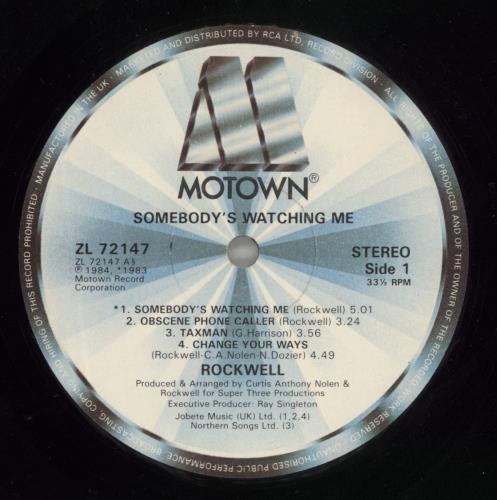 MANUFACTURED IN THE UK - MARKETED AND DISTRIBUTED BY RCA LTD, RECORD DIVISION - ALL RIGHTS OF THE PRODUCER AND OF THE OWNER OF THE RECORDED WORK RESERVED. UNAUTHORISED PUBLIC PERFORMANCE, BROADCASTING, COPYING AND HIRING OF THIS RECORD PROHIBITED.
MOTOWN®
SOMEBODY'S WATCHING ME
ZL 72147
ZL 72147 A
℗ 1984, *1983
Motown Record
Corporation
STEREO
Side 1
33⅓ RPM
*1. SOMEBODY'S WATCHING ME (Rockwell) 5.01
2. OBSCENE PHONE CALLER (Rockwell) 3.24
3. TAXMAN (G.Harrison) 3.56
4. CHANGE YOUR WAYS
(Rockwell-C.A.Nolen-N.Dozier) 4.49
ROCKWELL
Produced & Arranged by Curtis Anthony Nolen &
Rockwell for Super Three Productions
Executive Producer: Ray Singleton
Jobete Music (UK) Ltd. (1,2,4)
Northern Songs Ltd. (3)